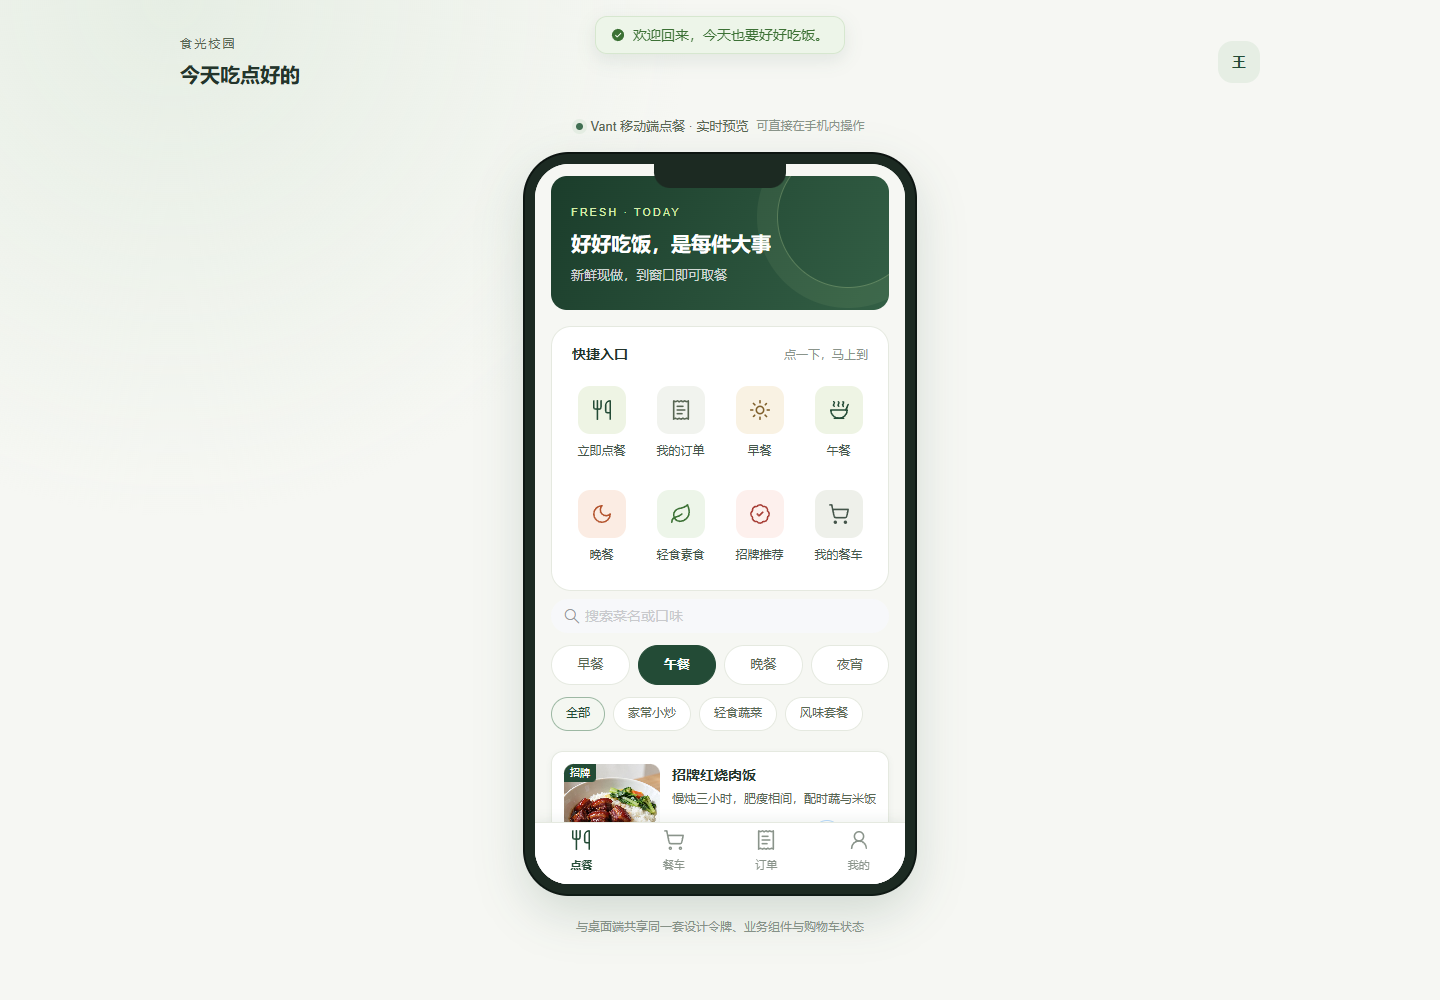 食光校园
今天吃点好的
欢迎回来，今天也要好好吃饭。
王
Vant 移动端点餐 · 实时预览 可直接在手机内操作
FRESH · TODAY
好好吃饭，是每件大事
新鲜现做，到窗口即可取餐
快捷入口 点一下，马上到
立即点餐 我的订单 早餐 午餐
晚餐 轻食素食 招牌推荐 我的餐车
搜索菜名或口味
早餐 午餐 晚餐 夜宵
全部 家常小炒 轻食蔬菜 风味套餐
招牌
招牌红烧肉饭
慢炖三小时，肥瘦相间，配时蔬与米饭
点餐 餐车 订单 我的
与桌面端共享同一套设计令牌、业务组件与购物车状态